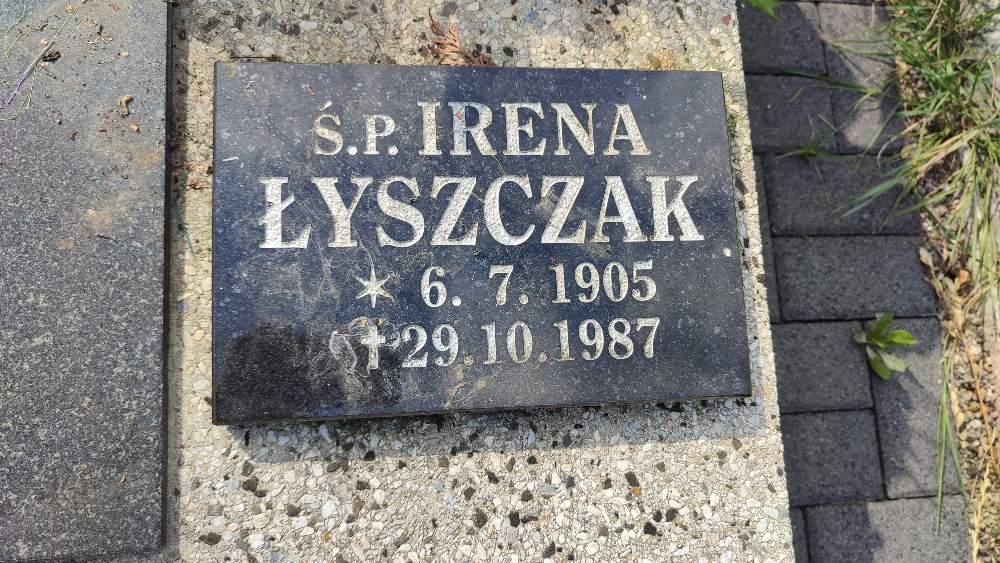 Ś.P. IRENA
ŁYSZCZAK
* 6. 7. 1905
✝ 29.10.1987